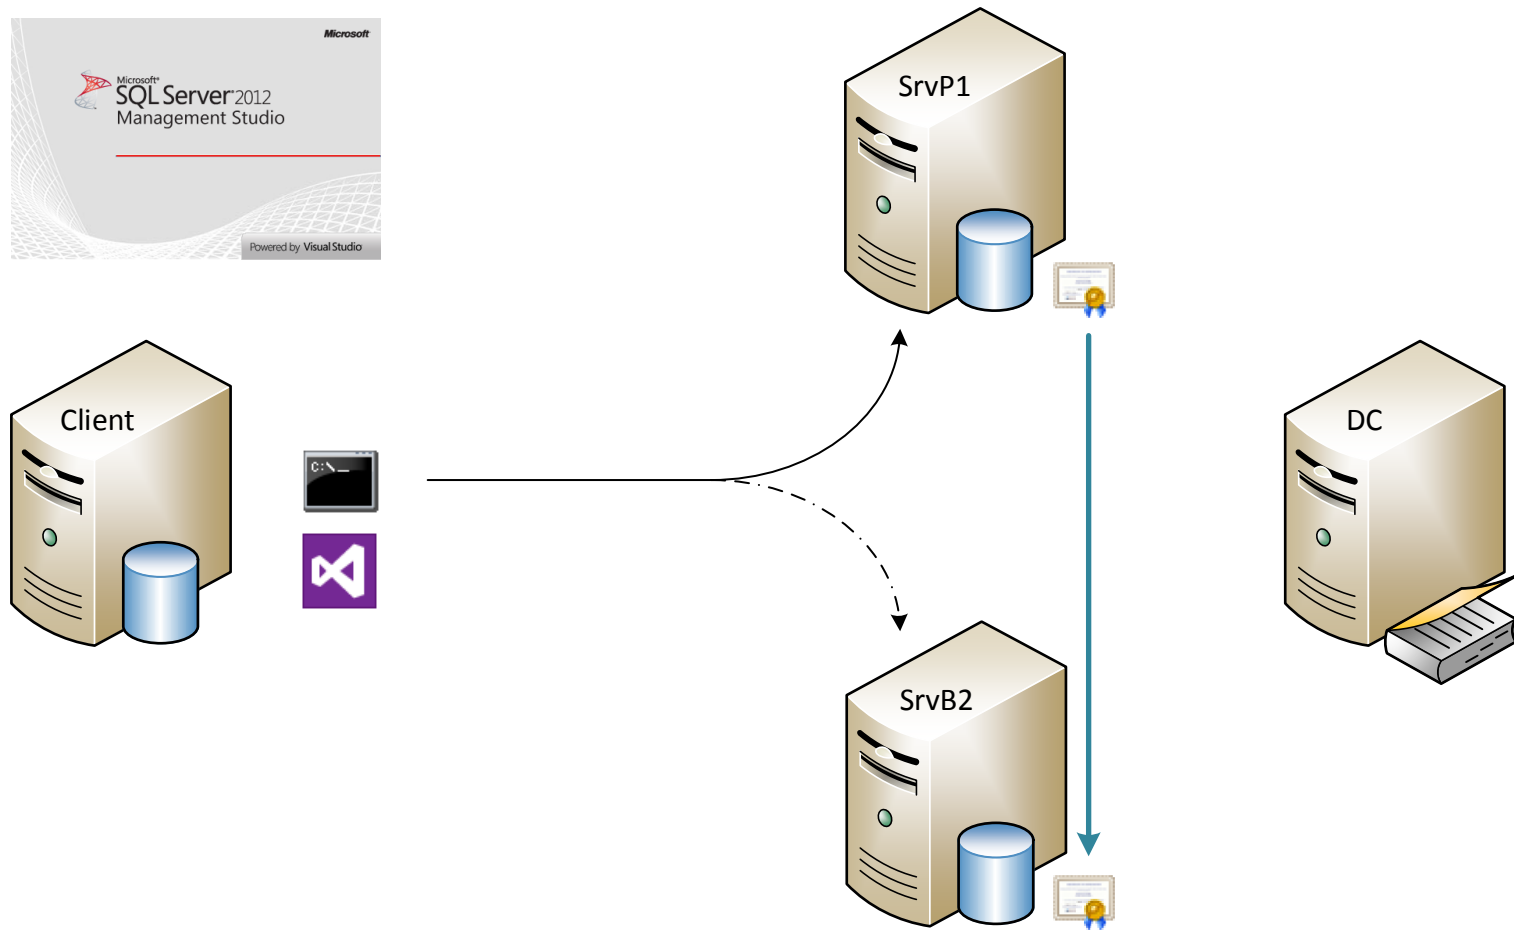 Microsoft
Microsoft®
SQL Server®2012
Management Studio
Powered by Visual Studio
SrvP1
Client
C:\_
DC
SrvB2